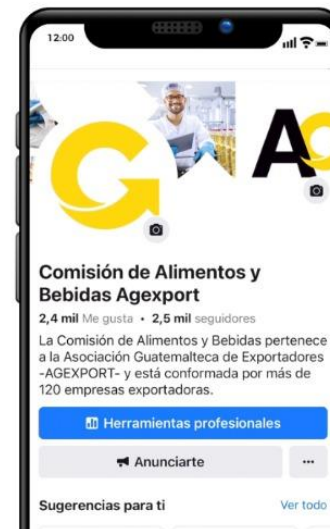 12:00
A
Comisión de Alimentos y
Bebidas Agexport
2,4 mil Me gusta • 2,5 mil seguidores
La Comisión de Alimentos y Bebidas pertenece
a la Asociación Guatemalteca de Exportadores
-AGEXPORT- y está conformada por más de
120 empresas exportadoras.
Herramientas profesionales
Anunciarte
Sugerencias para ti Ver todo